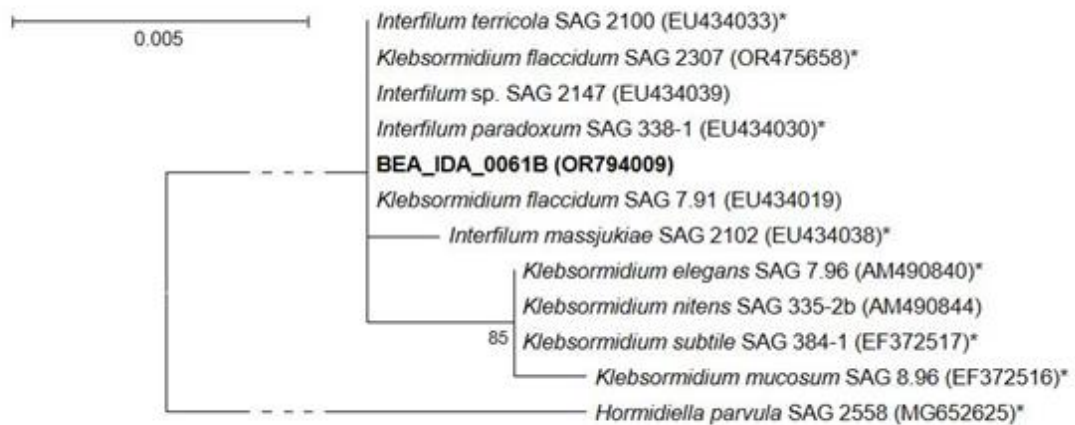 Interfilum terricola SAG 2100 (EU434033)*
0.005
Klebsormidium flaccidum SAG 2307 (OR475658)*
Interfilum sp. SAG 2147 (EU434039)
Interfilum paradoxum SAG 338-1 (EU434030)*
BEA_IDA_0061B (OR794009)
Klebsormidium flaccidum SAG 7.91 (EU434019)
Interfilum massjukiae SAG 2102 (EU434038)*
Klebsormidium elegans SAG 7.96 (AM490840)*
Klebsormidium nitens SAG 335-2b (AM490844)
85
Klebsormidium subtile SAG 384-1 (EF372517)*
Klebsormidium mucosum SAG 8.96 (EF372516)*
Hormidiella parvula SAG 2558 (MG652625)*